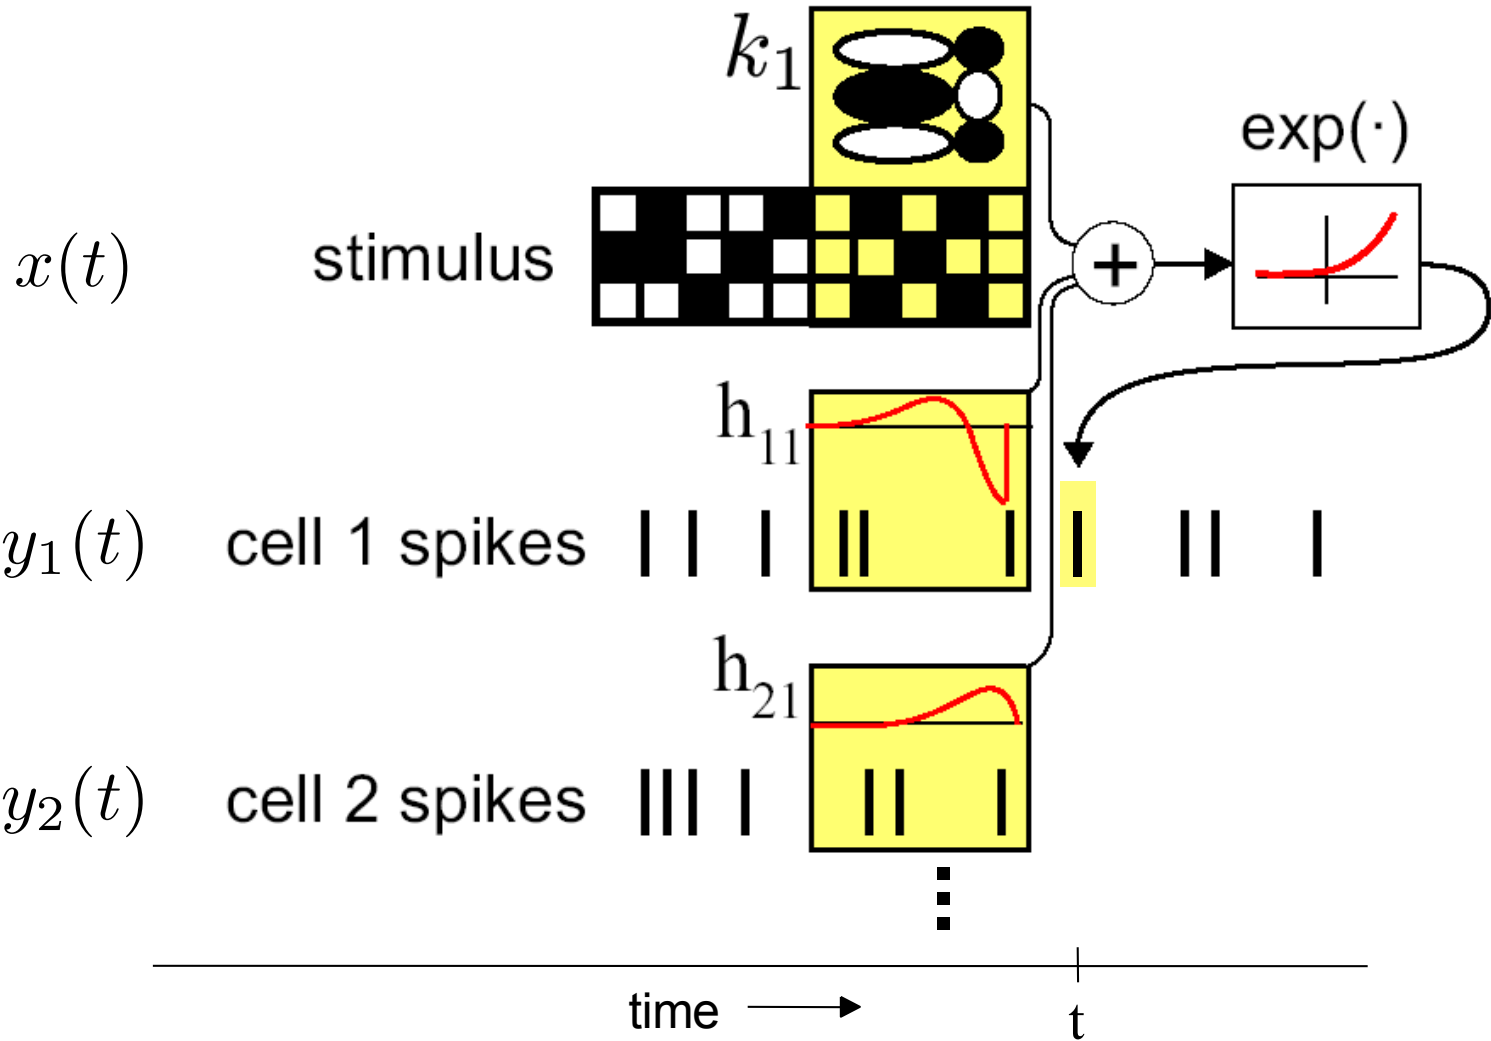 k₁
exp(·)
x(t) stimulus
+
h₁₁
y₁(t) cell 1 spikes
h₂₁
y₂(t) cell 2 spikes
time
t